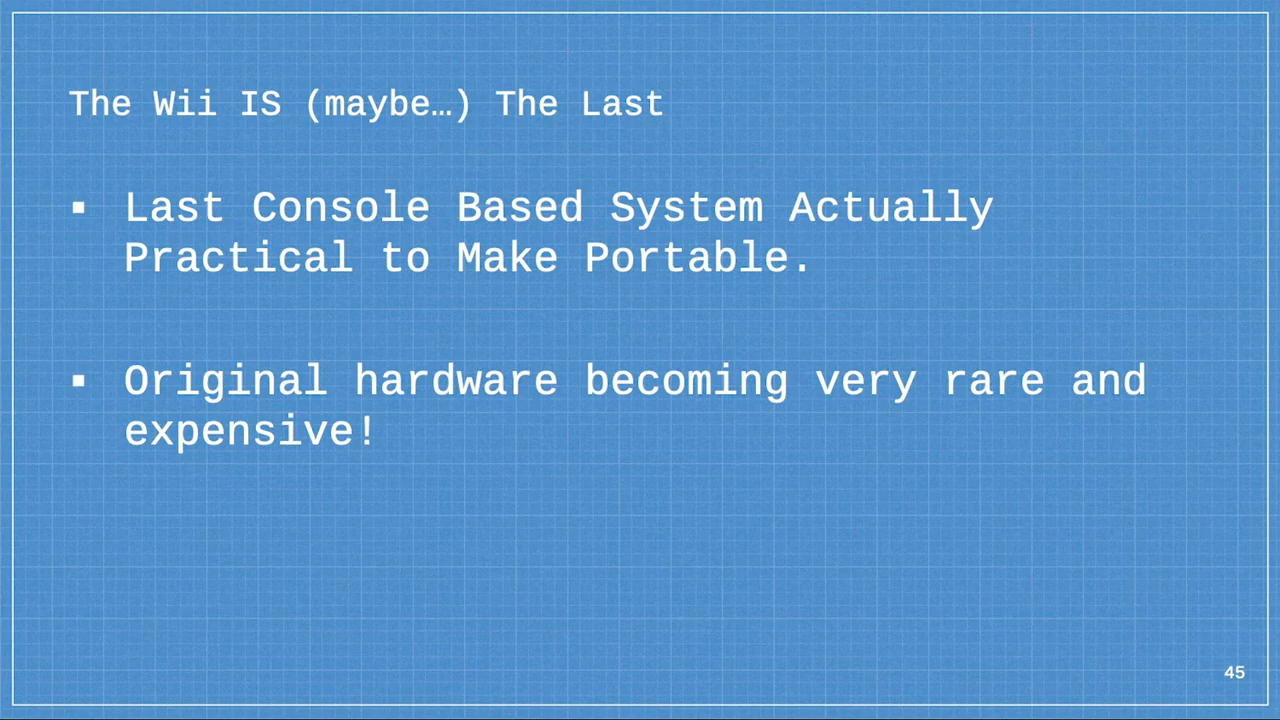 The Wii IS (maybe…) The Last
▪ Last Console Based System Actually
Practical to Make Portable.
▪ Original hardware becoming very rare and
expensive!
45